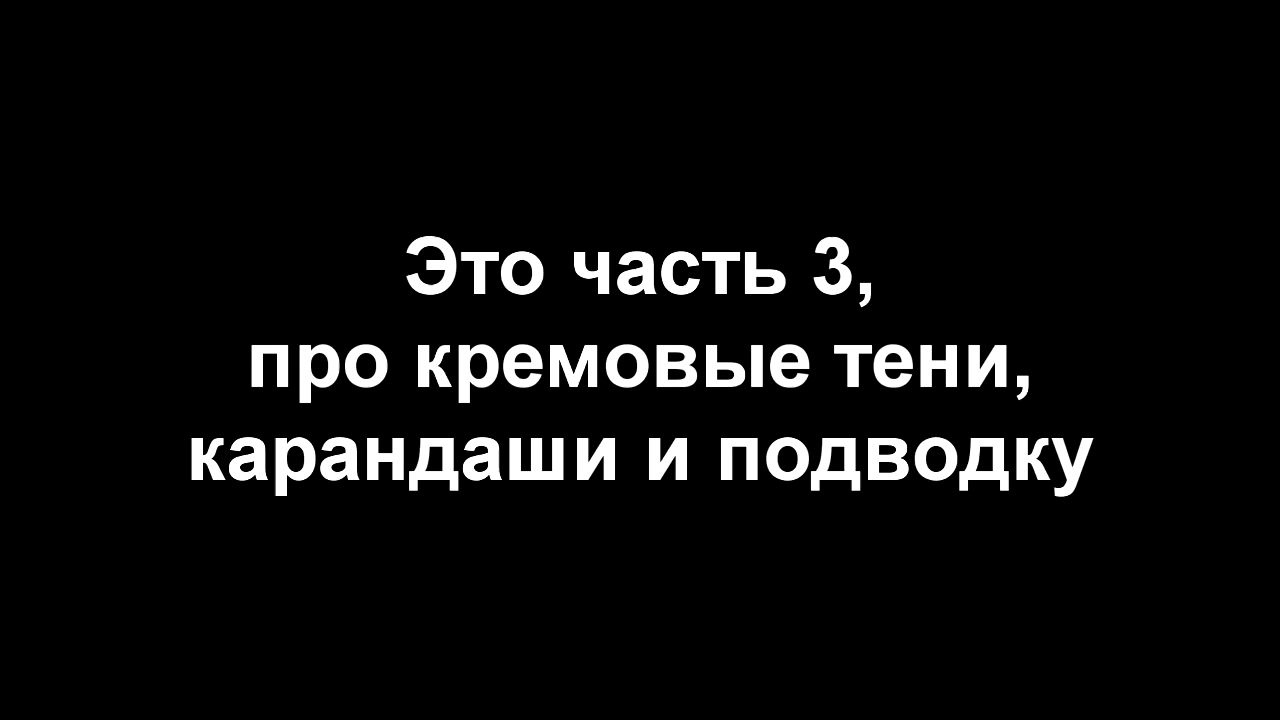 Это часть 3,
про кремовые тени,
карандаши и подводку